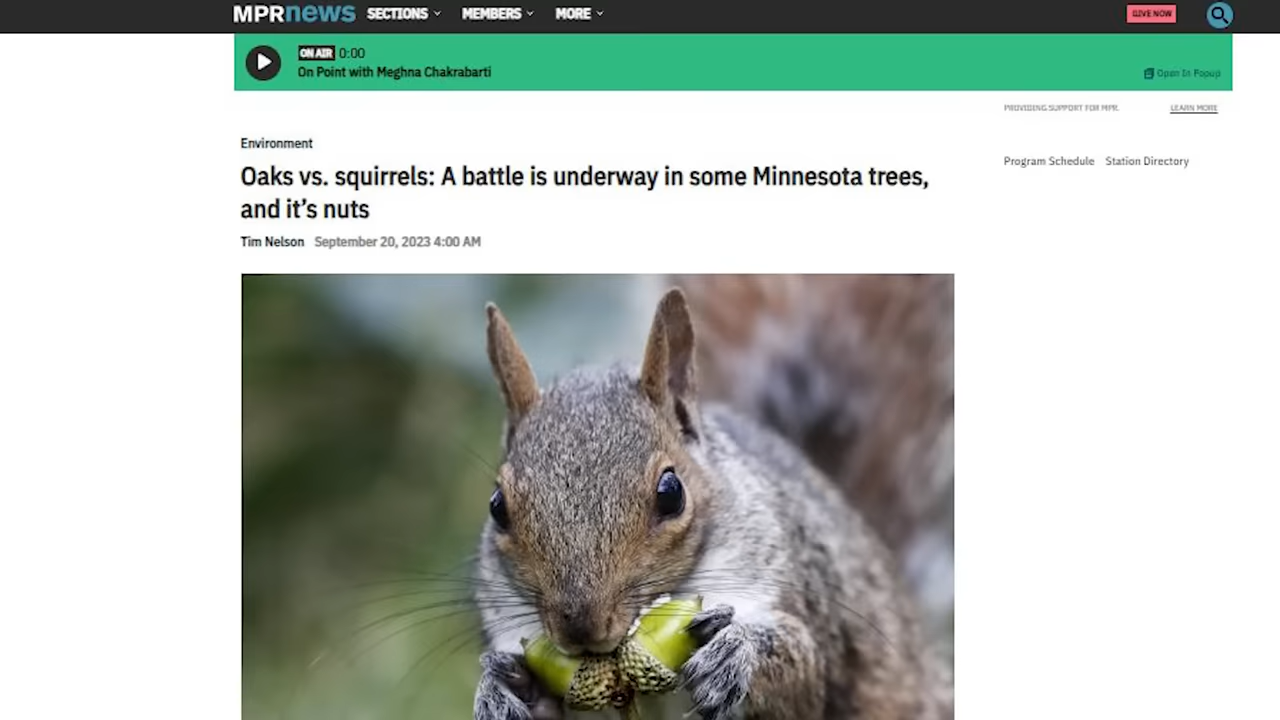 MPRnews SECTIONS MEMBERS MORE GIVE NOW
ON AIR 0:00
On Point with Meghna Chakrabarti
Open In Popup
PROVIDING SUPPORT FOR MPR. LEARN MORE
Environment
Program Schedule Station Directory
Oaks vs. squirrels: A battle is underway in some Minnesota trees,
and it’s nuts
Tim Nelson September 20, 2023 4:00 AM